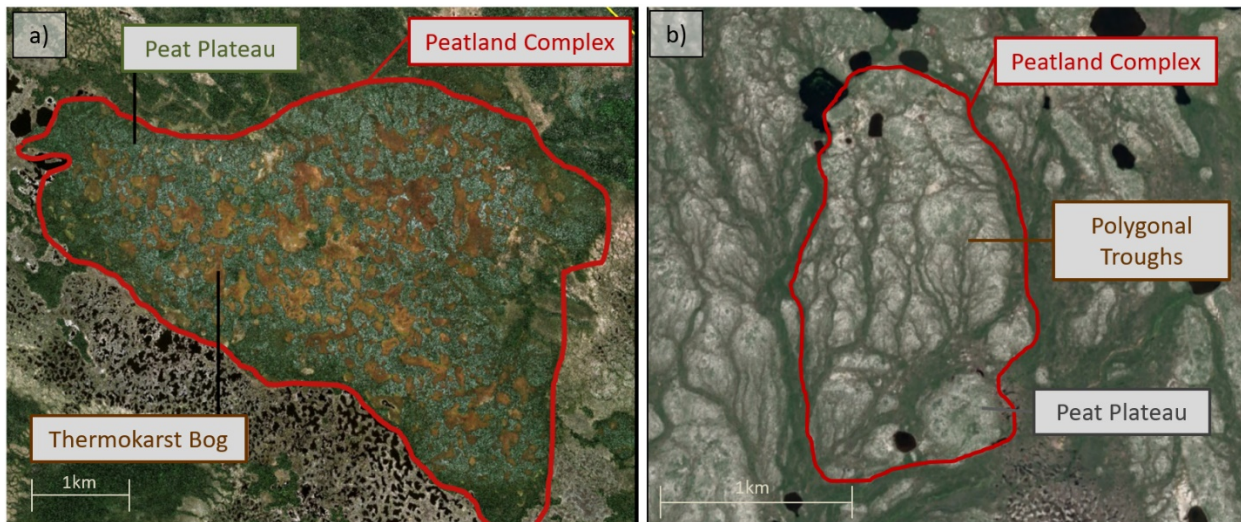 a)
Peat Plateau
Peatland Complex
Thermokarst Bog
1km
b)
Peatland Complex
Polygonal
Troughs
Peat Plateau
1km